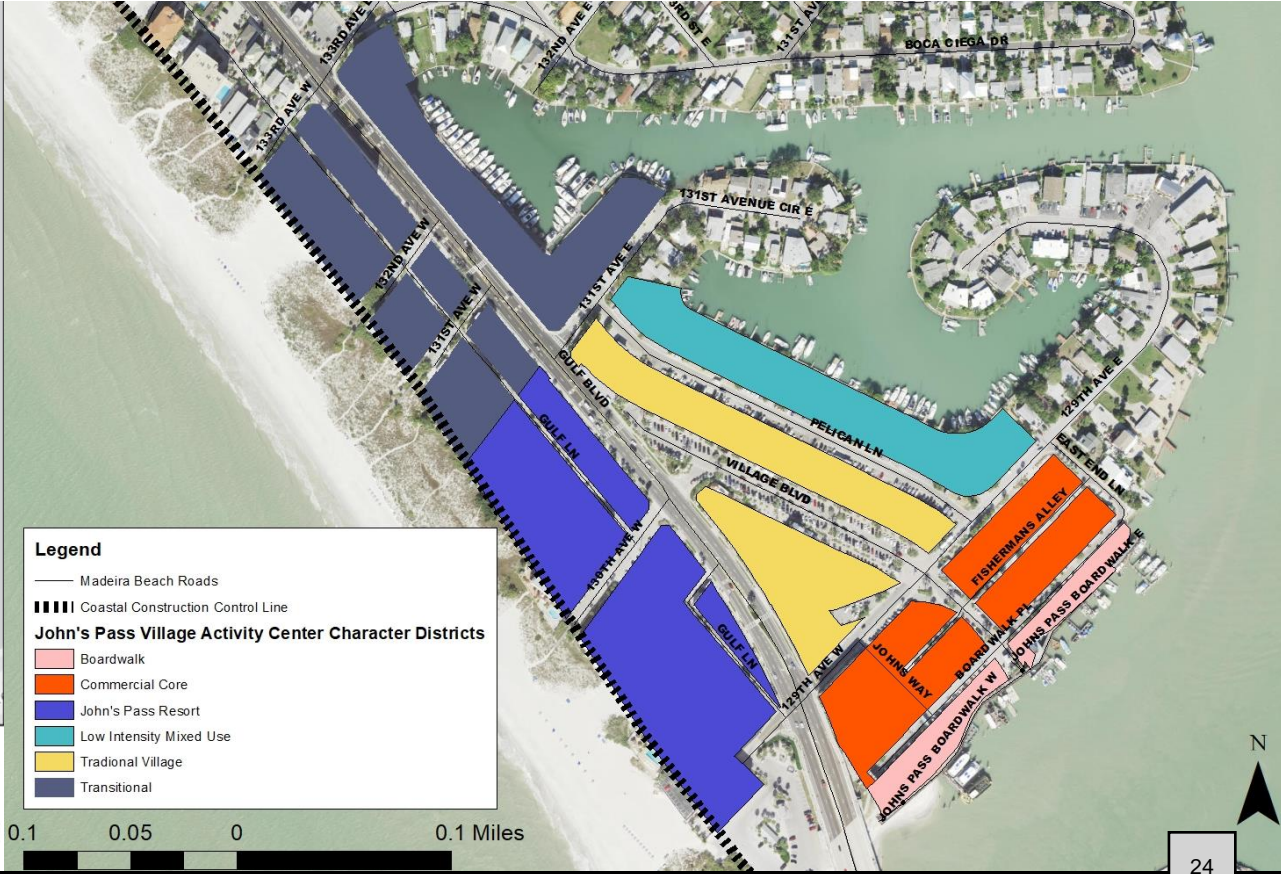 133RD AVE E
132ND AVE E
3RD ST E
131ST AV
BOCA CIEGA DR
133RD AVE W
131ST AVENUE CIR E
132ND AVE W
131ST AVE E
131ST AVE W
GULF BLVD
129TH AVE E
GULF LN
PELICAN LN
EAST END LN
VILLAGE BLVD
FISHERMANS ALLEY
130TH AVE W
JOHNS PASS BOARDWALK E
BOARDWALK PL
GULF LN
129TH AVE W
JOHNS WAY
JOHNS PASS BOARDWALK W
Legend
Madeira Beach Roads
Coastal Construction Control Line
John's Pass Village Activity Center Character Districts
Boardwalk
Commercial Core
John's Pass Resort
Low Intensity Mixed Use
Tradional Village
Transitional
N
0.1 0.05 0 0.1 Miles
24